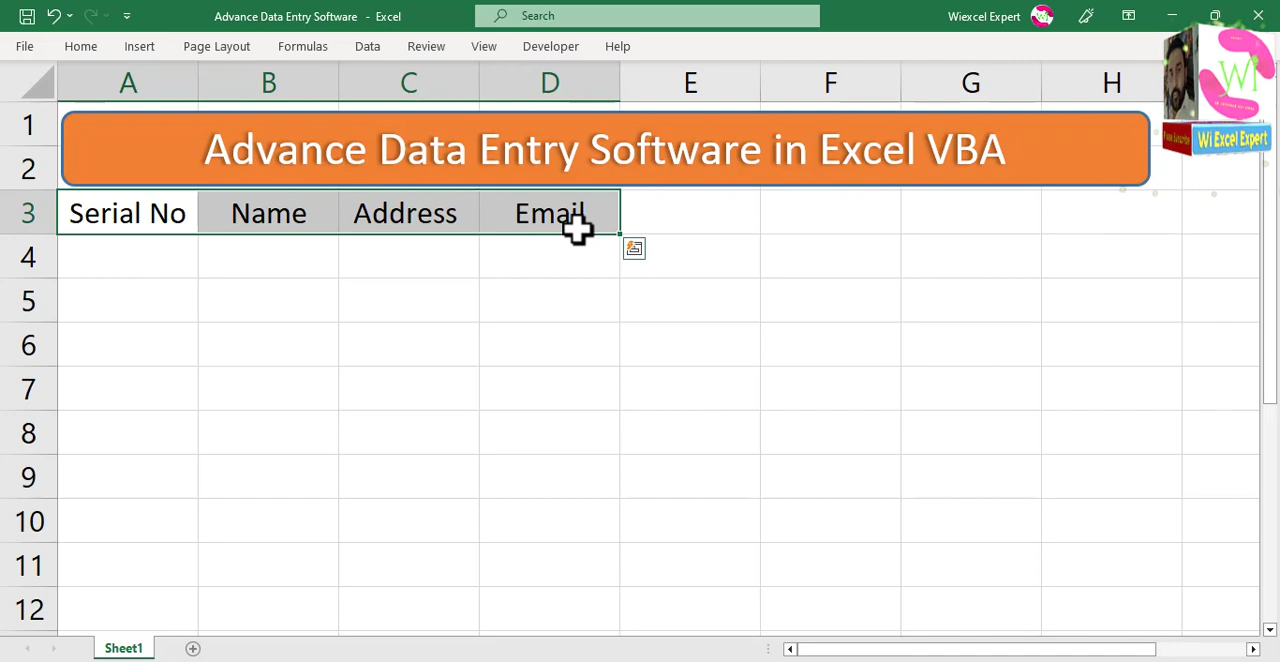 Advance Data Entry Software - Excel
Search
Wiexcel Expert
File Home Insert Page Layout Formulas Data Review View Developer Help
A B C D E F G H
1
Advance Data Entry Software in Excel VBA
2
3 Serial No Name Address Email
4
5
6
7
8
9
10
11
12
Wi
Wi Excel Expert
Sheet1